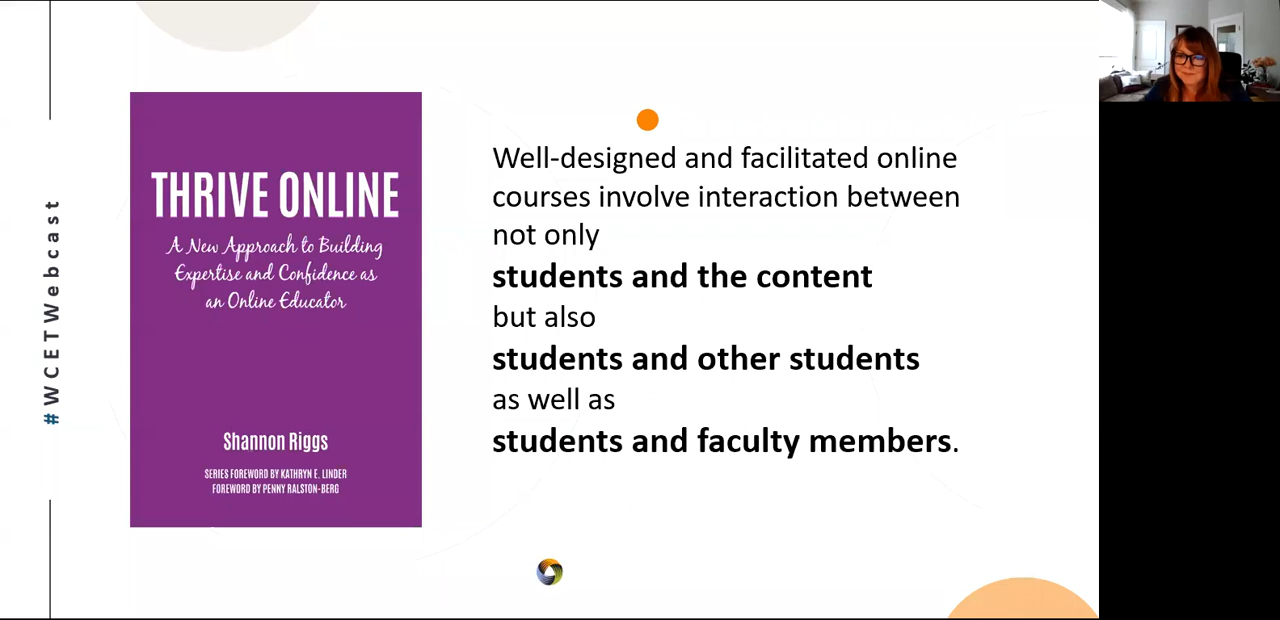 #WCETWebcast
THRIVE ONLINE
A New Approach to Building
Expertise and Confidence as
an Online Educator
Shannon Riggs
SERIES FOREWORD BY KATHRYN E. LINDER
FOREWORD BY PENNY RALSTON-BERG
Well-designed and facilitated online
courses involve interaction between
not only
students and the content
but also
students and other students
as well as
students and faculty members.